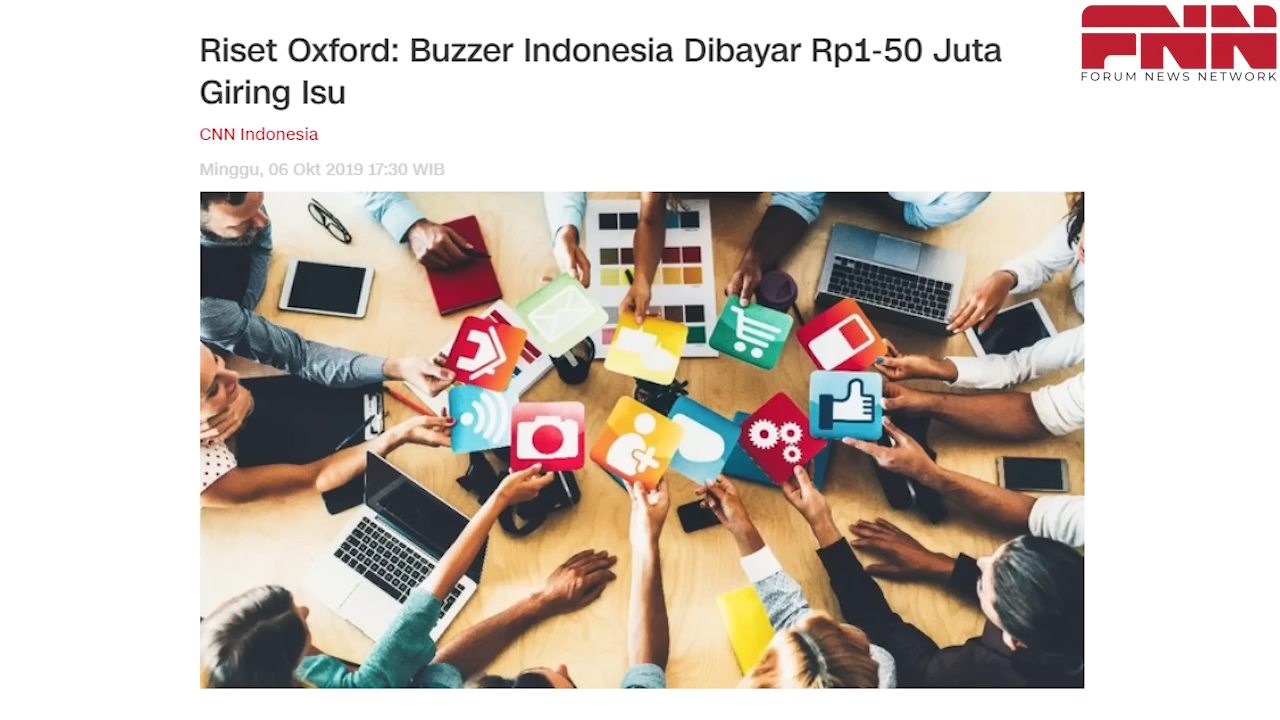 Riset Oxford: Buzzer Indonesia Dibayar Rp1-50 Juta
Giring Isu
CNN Indonesia
Minggu, 06 Okt 2019 17:30 WIB
FNN
FORUM NEWS NETWORK